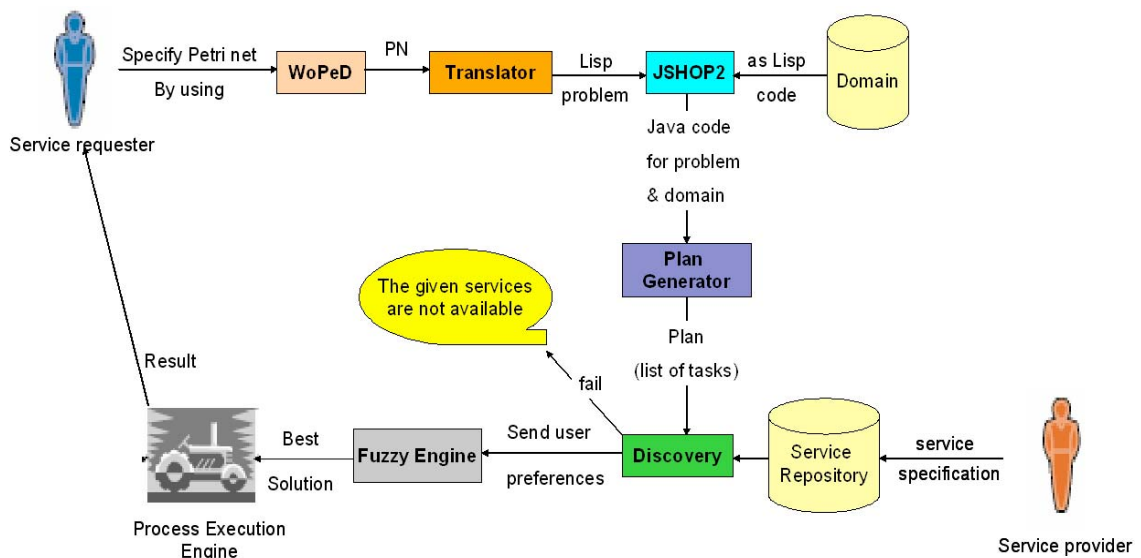 Specify Petri net
By using
WoPeD
PN
Translator
Lisp
problem
JSHOP2
as Lisp
code
Domain
Service requester
Java code
for problem
& domain
Plan
Generator
The given services
are not available
Plan
(list of tasks)
Result
fail
Best
Solution
Fuzzy Engine
Send user
preferences
Discovery
Service
Repository
service
specification
Process Execution
Engine
Service provider